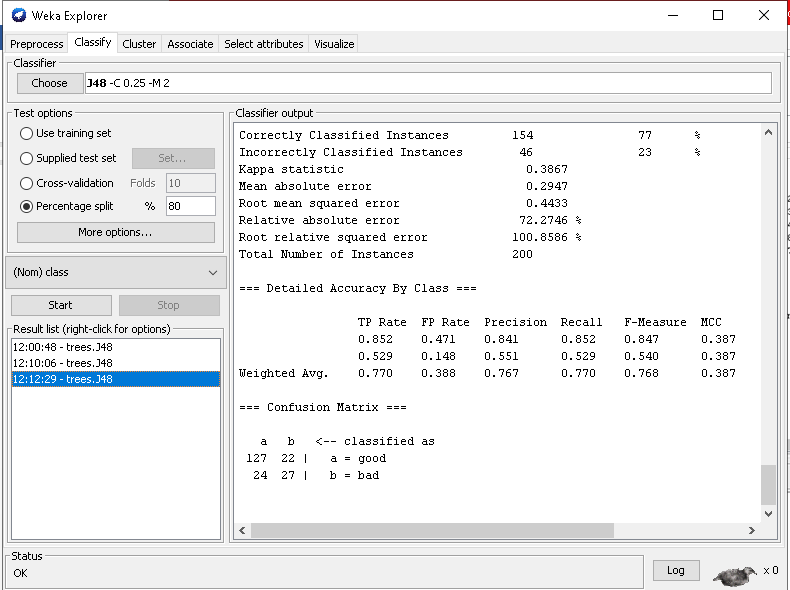 Weka Explorer
Preprocess Classify Cluster Associate Select attributes Visualize
Classifier
Choose J48 -C 0.25 -M 2
Test options
Use training set
Supplied test set Set...
Cross-validation Folds 10
Percentage split % 80
More options...
(Nom) class
Start Stop
Result list (right-click for options)
12:00:48 - trees.J48
12:10:06 - trees.J48
12:12:29 - trees.J48
Classifier output
Correctly Classified Instances 154 77 %
Incorrectly Classified Instances 46 23 %
Kappa statistic 0.3867
Mean absolute error 0.2947
Root mean squared error 0.4433
Relative absolute error 72.2746 %
Root relative squared error 100.8586 %
Total Number of Instances 200
=== Detailed Accuracy By Class ===
TP Rate FP Rate Precision Recall F-Measure MCC
0.852 0.471 0.841 0.852 0.847 0.387
0.529 0.148 0.551 0.529 0.540 0.387
Weighted Avg. 0.770 0.388 0.767 0.770 0.768 0.387
=== Confusion Matrix ===
a b <-- classified as
127 22 | a = good
24 27 | b = bad
Status
OK
Log x 0